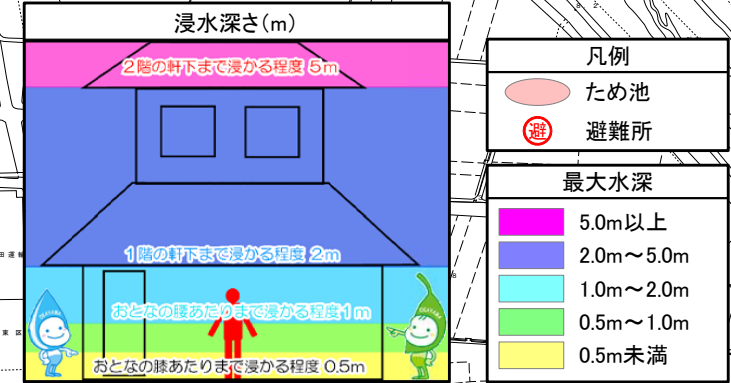 浸水深さ(m)
2階の軒下まで浸かる程度 5m
1階の軒下まで浸かる程度 2m
おとなの腰あたりまで浸かる程度1m
おとなの膝あたりまで浸かる程度 0.5m
凡例
ため池
避 避難所
最大水深
5.0m以上
2.0m～5.0m
1.0m～2.0m
0.5m～1.0m
0.5m未満
東区